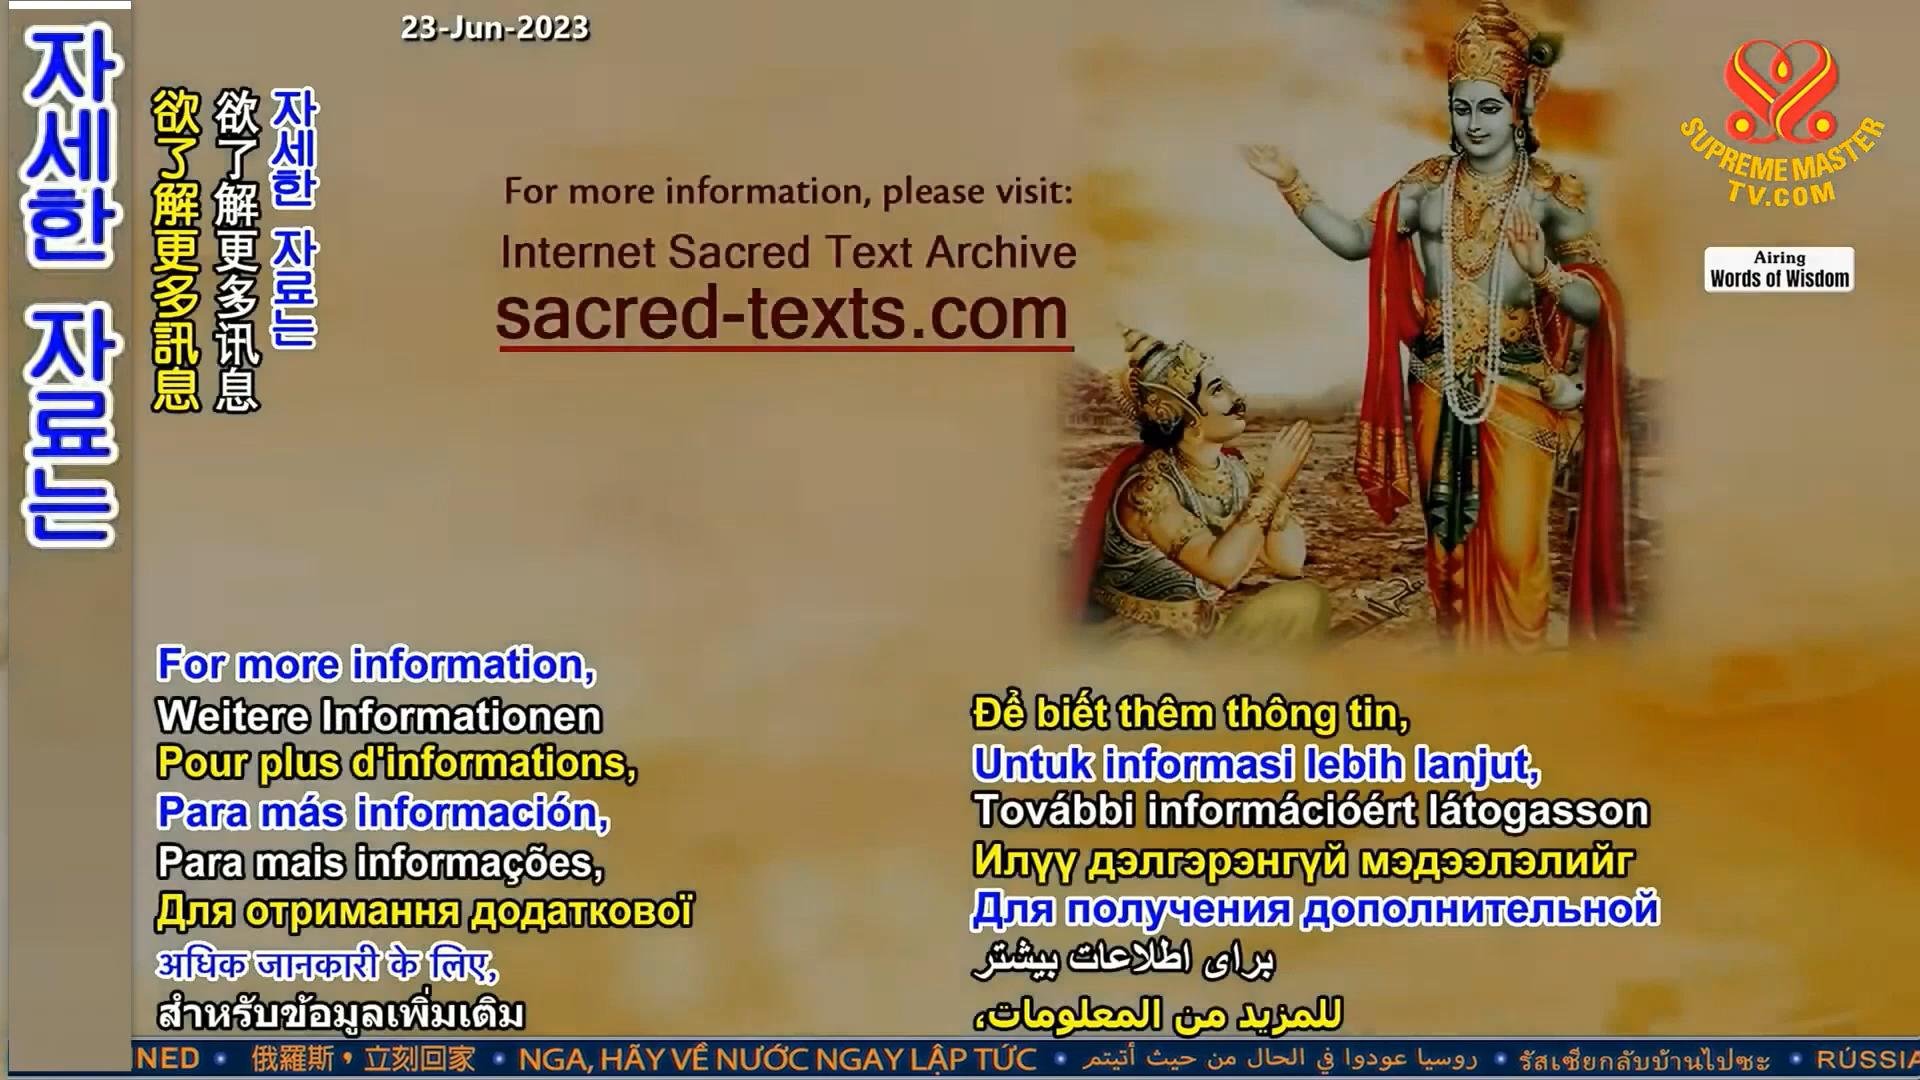 23-Jun-2023
자세한 자료는
欲了解更多訊息
欲了解更多讯息
자세한 자료는
For more information, please visit:
Internet Sacred Text Archive
sacred-texts.com
SUPREME MASTER
TV.COM
Airing
Words of Wisdom
For more information,
Weitere Informationen
Pour plus d'informations,
Para más información,
Para mais informações,
Для отримання додаткової
अधिक जानकारी के लिए,
สำหรับข้อมูลเพิ่มเติม
Để biết thêm thông tin,
Untuk informasi lebih lanjut,
További információért látogasson
Илүү дэлгэрэнгүй мэдээлэлийг
Для получения дополнительной
برای اطلاعات بیشتر
للمزيد من المعلومات،
NED • 俄羅斯，立刻回家 • NGA, HÃY VỀ NƯỚC NGAY LẬP TỨC • روسيا عودوا في الحال من حيث أتيتم • รัสเซียกลับบ้านไปซะ • RÚSSIA